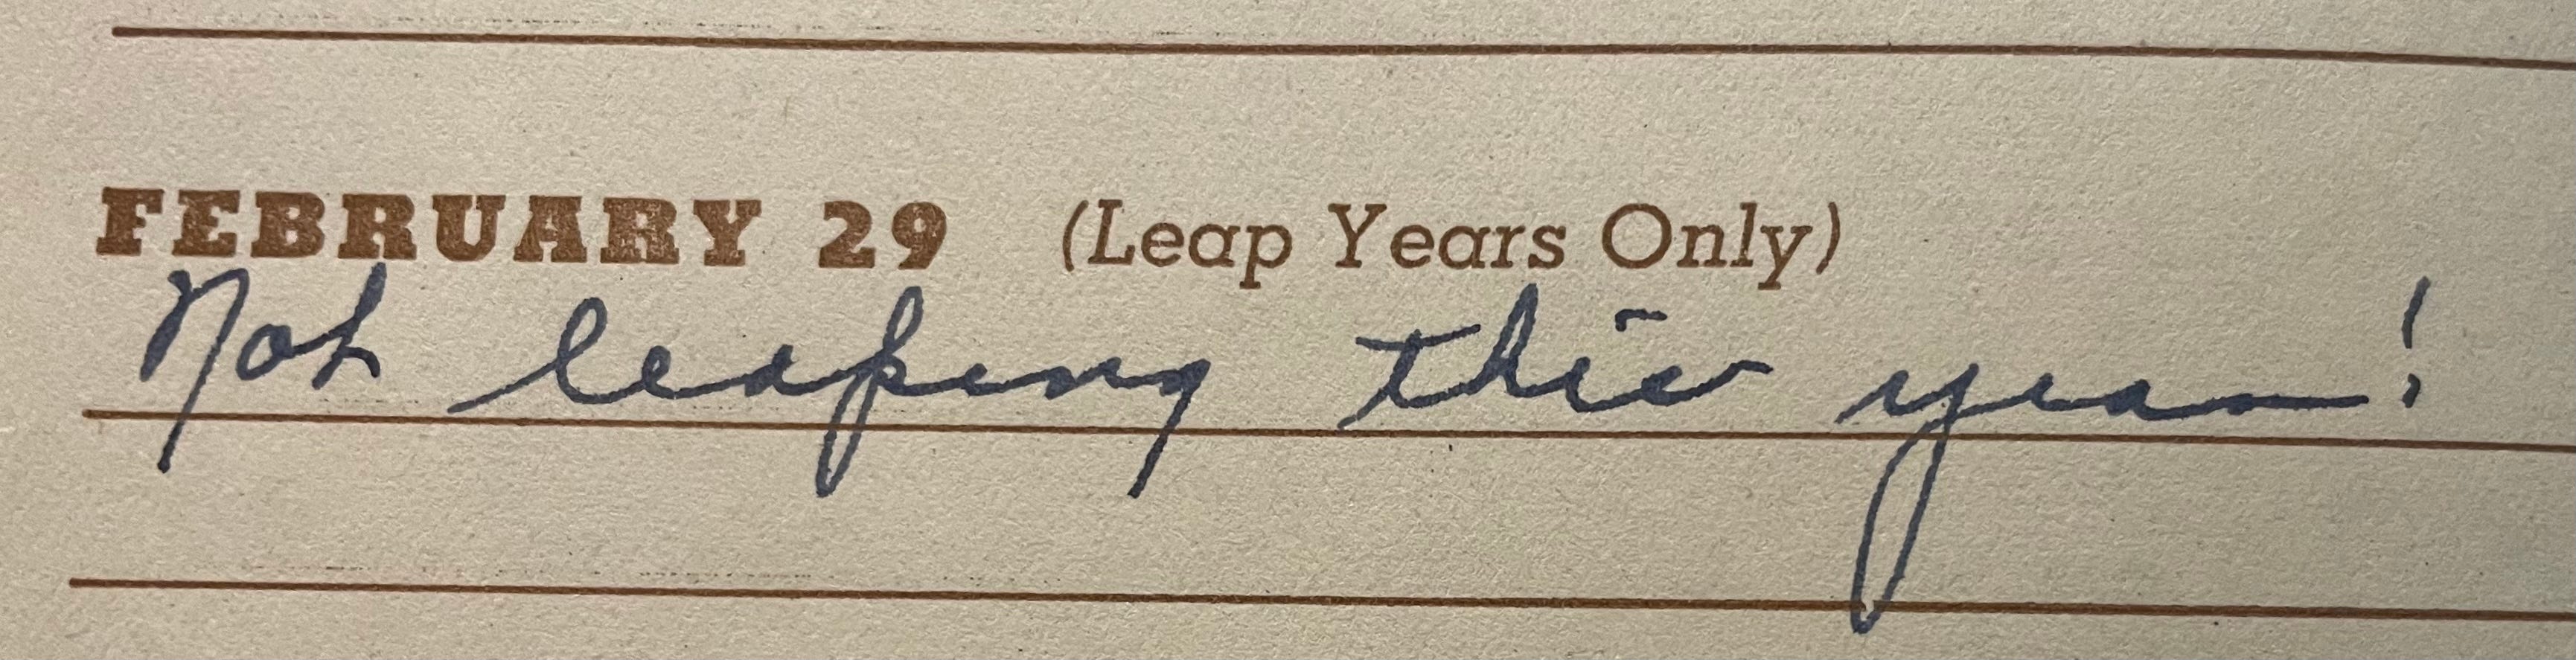 FEBRUARY 29 (Leap Years Only)
Not leaping this year!